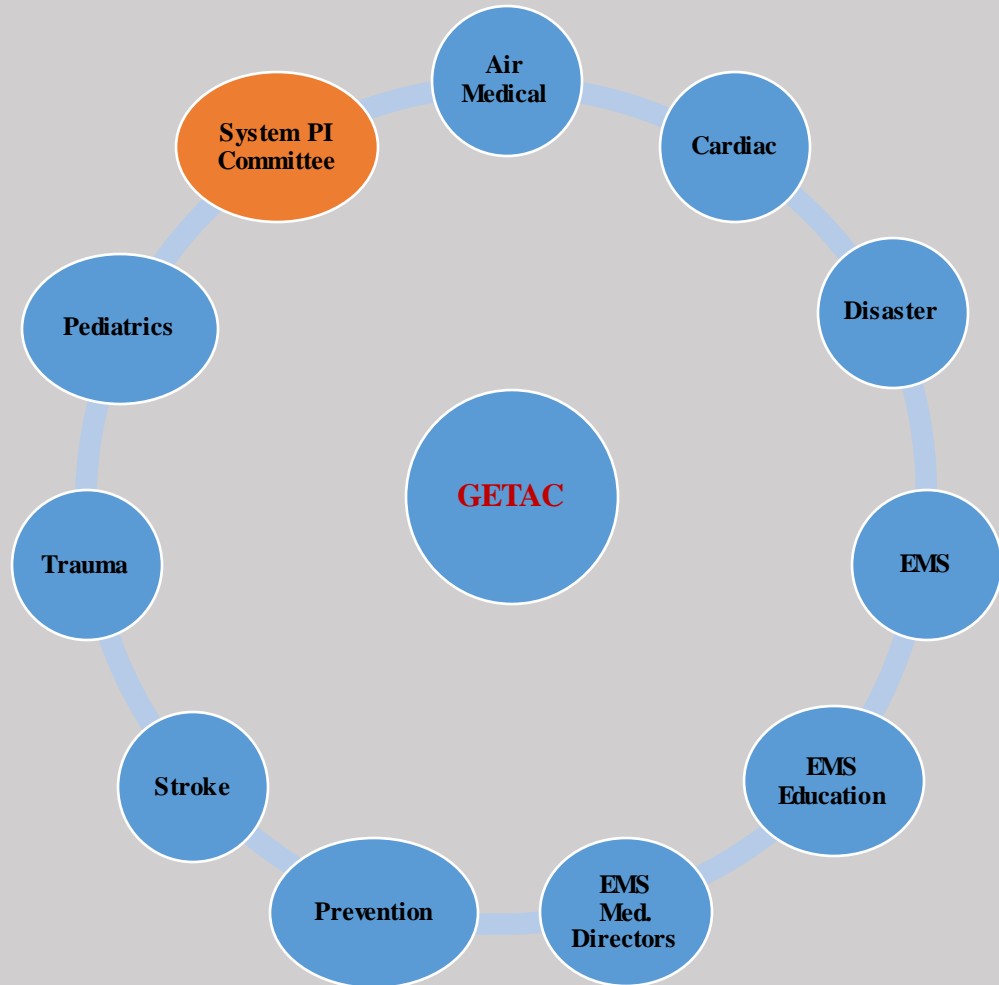 Air
Medical
System PI
Committee
Cardiac
Disaster
Pediatrics
GETAC
Trauma
EMS
EMS
Education
Stroke
Prevention
EMS
Med.
Directors